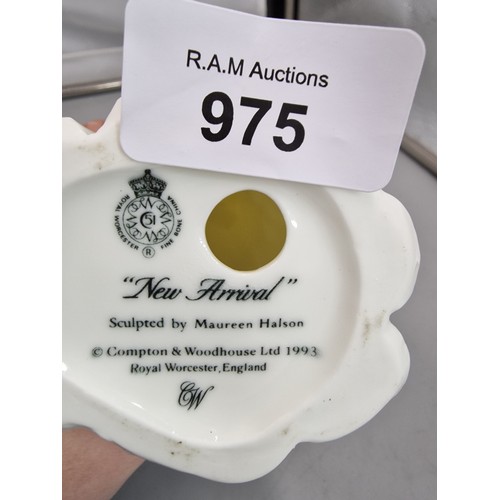 R.A.M Auctions
975
ROYAL WORCESTER
FINE BONE CHINA
51
®
"New Arrival"
Sculpted by Maureen Halson
© Compton & Woodhouse Ltd 1993
Royal Worcester, England
CW